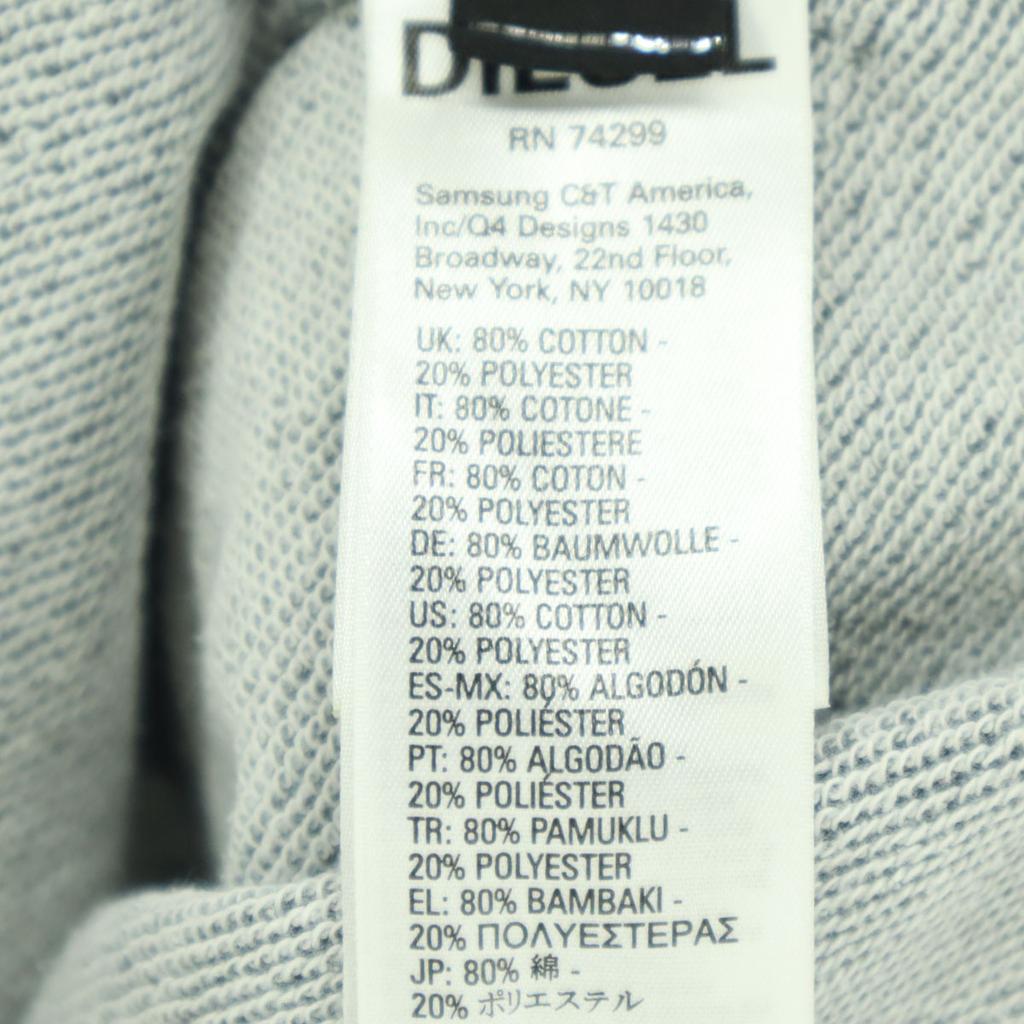 DIESEL
RN 74299
Samsung C&T America,
Inc/Q4 Designs 1430
Broadway, 22nd Floor,
New York, NY 10018
UK: 80% COTTON -
20% POLYESTER
IT: 80% COTONE -
20% POLIESTERE
FR: 80% COTON -
20% POLYESTER
DE: 80% BAUMWOLLE -
20% POLYESTER
US: 80% COTTON -
20% POLYESTER
ES-MX: 80% ALGODÓN -
20% POLIÉSTER
PT: 80% ALGODÃO -
20% POLIÉSTER
TR: 80% PAMUKLU -
20% POLYESTER
EL: 80% BAMBAKI -
20% ΠΟΛΥΕΣΤΕΡΑΣ
JP: 80% 綿 -
20% ポリエステル